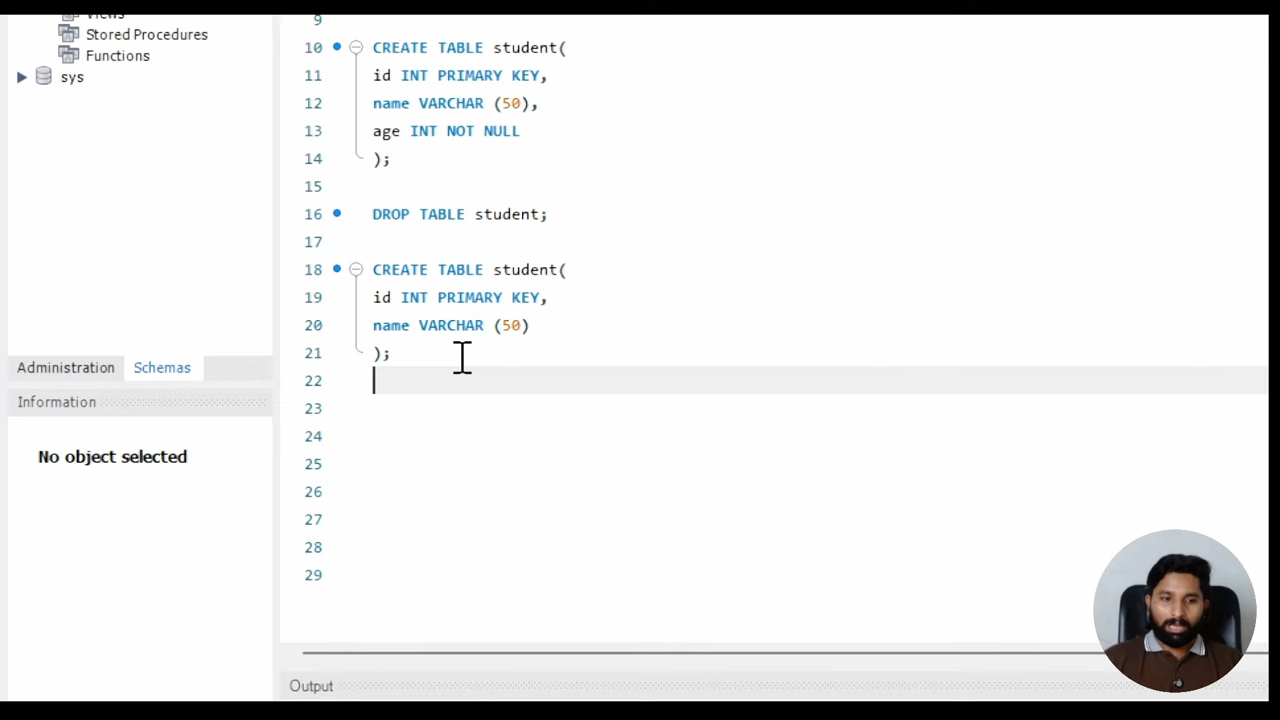 Views
Stored Procedures
Functions
sys
Administration Schemas
Information
No object selected
9
10 CREATE TABLE student(
11 id INT PRIMARY KEY,
12 name VARCHAR (50),
13 age INT NOT NULL
14 );
15
16 DROP TABLE student;
17
18 CREATE TABLE student(
19 id INT PRIMARY KEY,
20 name VARCHAR (50)
21 );
22
23
24
25
26
27
28
29
Output